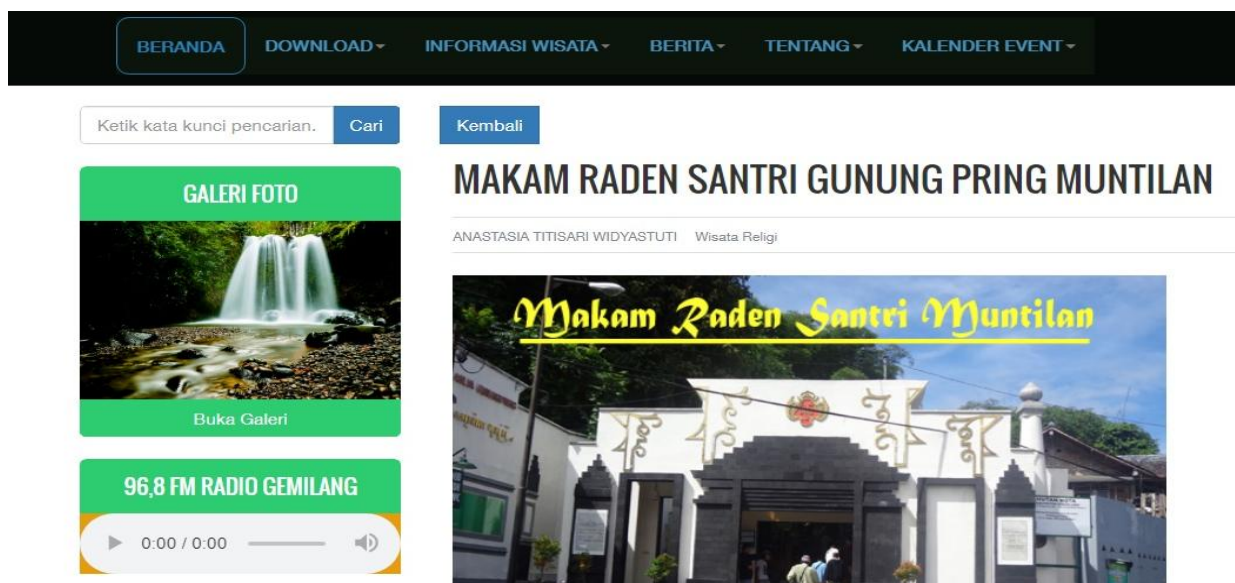 BERANDA DOWNLOAD INFORMASI WISATA BERITA TENTANG KALENDER EVENT
Ketik kata kunci pencarian. Cari
Kembali
GALERI FOTO
Buka Galeri
96,8 FM RADIO GEMILANG
0:00 / 0:00
MAKAM RADEN SANTRI GUNUNG PRING MUNTILAN
ANASTASIA TITISARI WIDYASTUTI Wisata Religi
Makam Raden Santri Muntilan